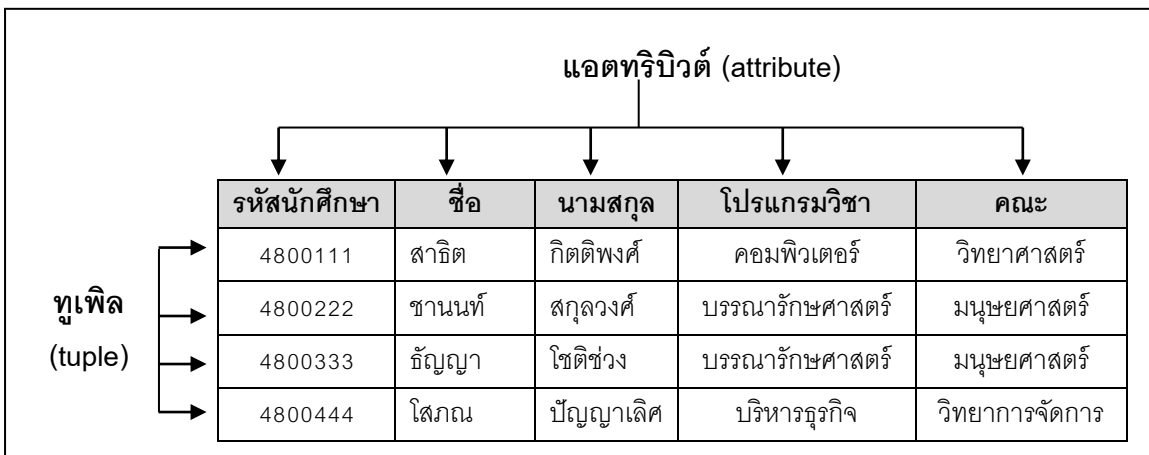 แอตทริบิวต์ (attribute)
รหัสนักศึกษา ชื่อ นามสกุล โปรแกรมวิชา คณะ
4800111 สาธิต กิตติพงศ์ คอมพิวเตอร์ วิทยาศาสตร์
4800222 ชานนท์ สกุลวงศ์ บรรณารักษศาสตร์ มนุษยศาสตร์
4800333 ธัญญา โชติช่วง บรรณารักษศาสตร์ มนุษยศาสตร์
4800444 โสภณ ปัญญาเลิศ บริหารธุรกิจ วิทยาการจัดการ
ทูเพิล
(tuple)